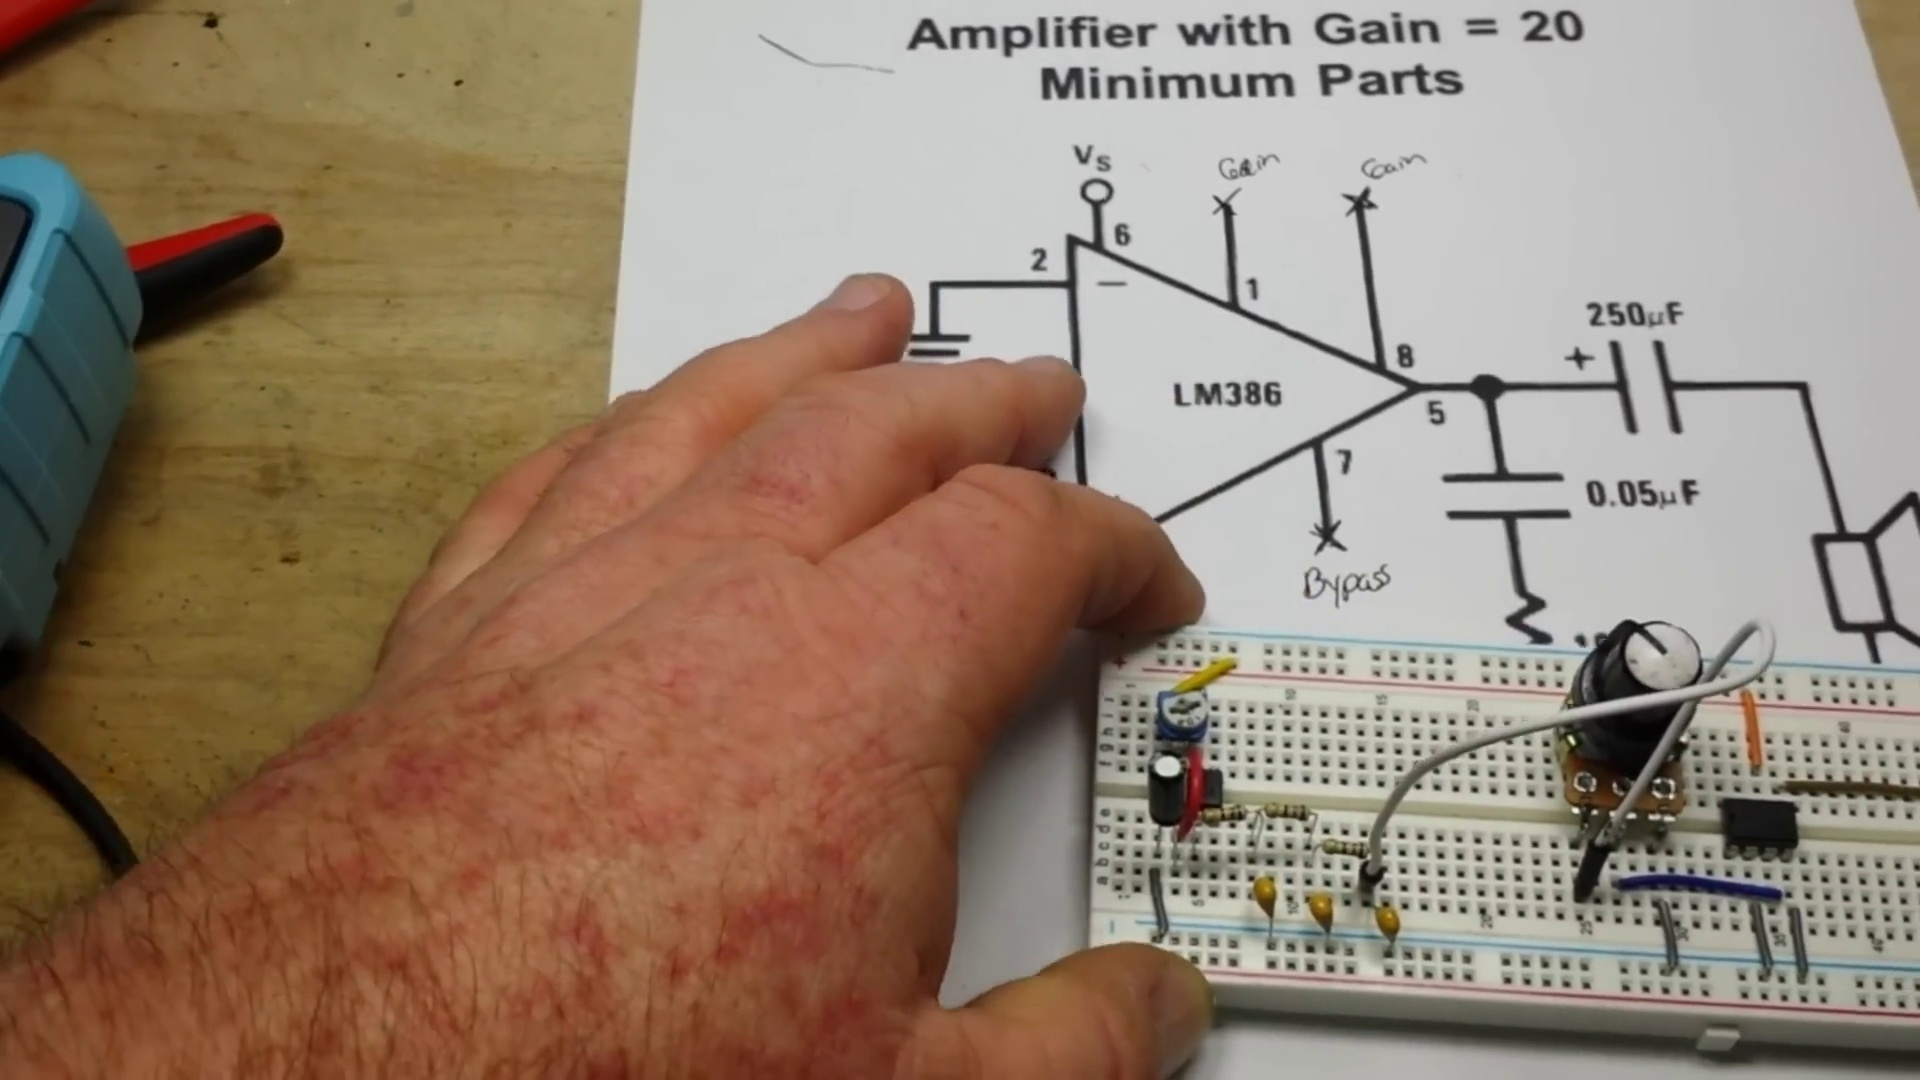 Amplifier with Gain = 20
Minimum Parts
Vs
Gain
Gain
6
2
1
250µF
+
8
LM386
5
7
0.05µF
Bypass